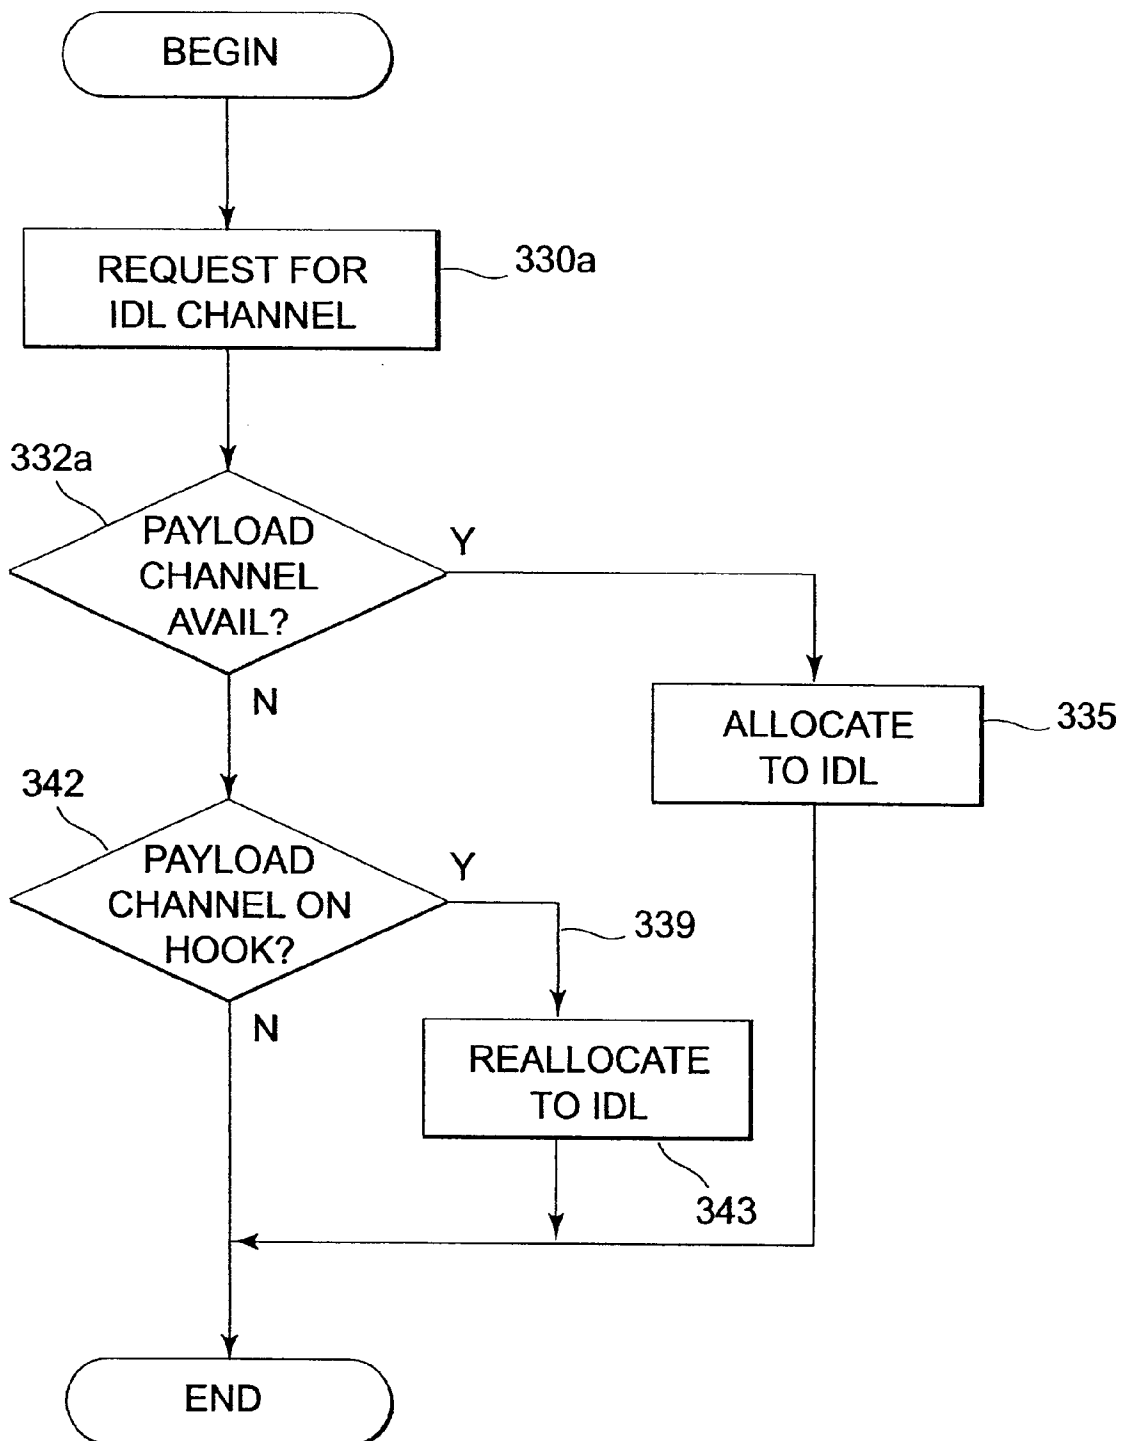 BEGIN
REQUEST FOR
IDL CHANNEL
330a
332a
PAYLOAD
CHANNEL
AVAIL?
Y
N
ALLOCATE
TO IDL
335
342
PAYLOAD
CHANNEL ON
HOOK?
Y
339
N
REALLOCATE
TO IDL
343
END